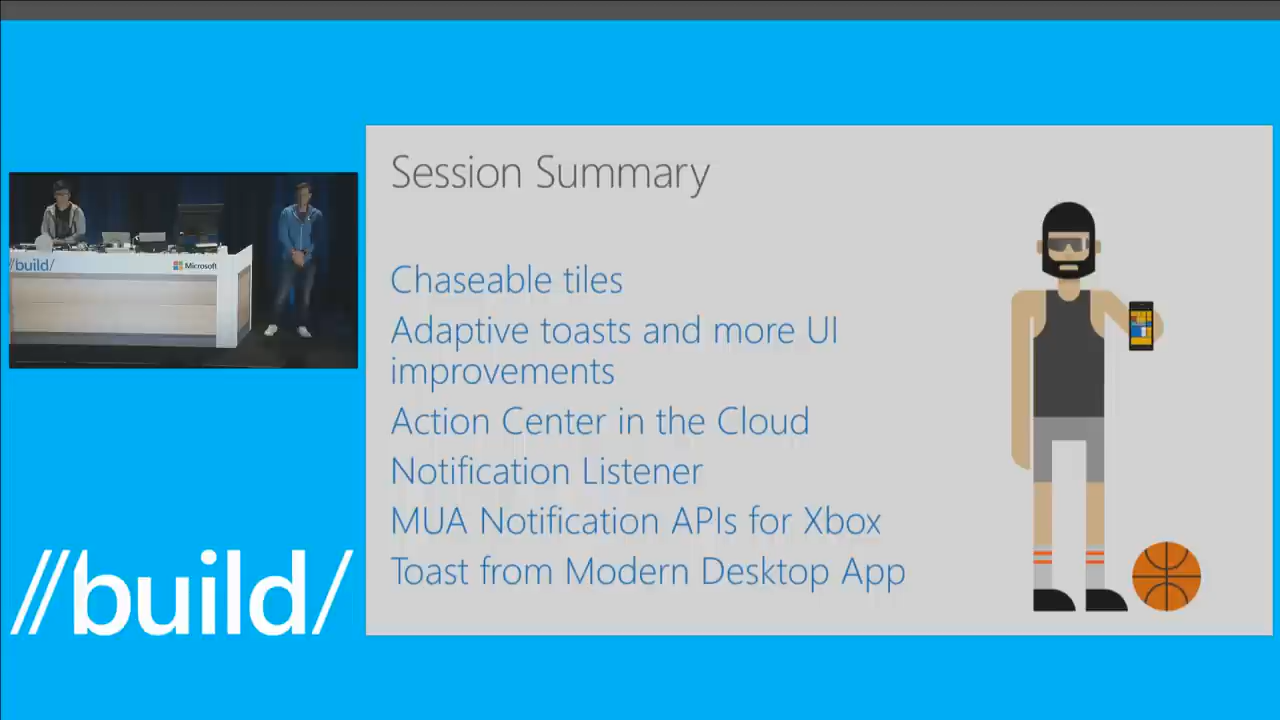 Session Summary
Chaseable tiles
Adaptive toasts and more UI
improvements
Action Center in the Cloud
Notification Listener
MUA Notification APIs for Xbox
Toast from Modern Desktop App
//build/
Microsoft
//build/